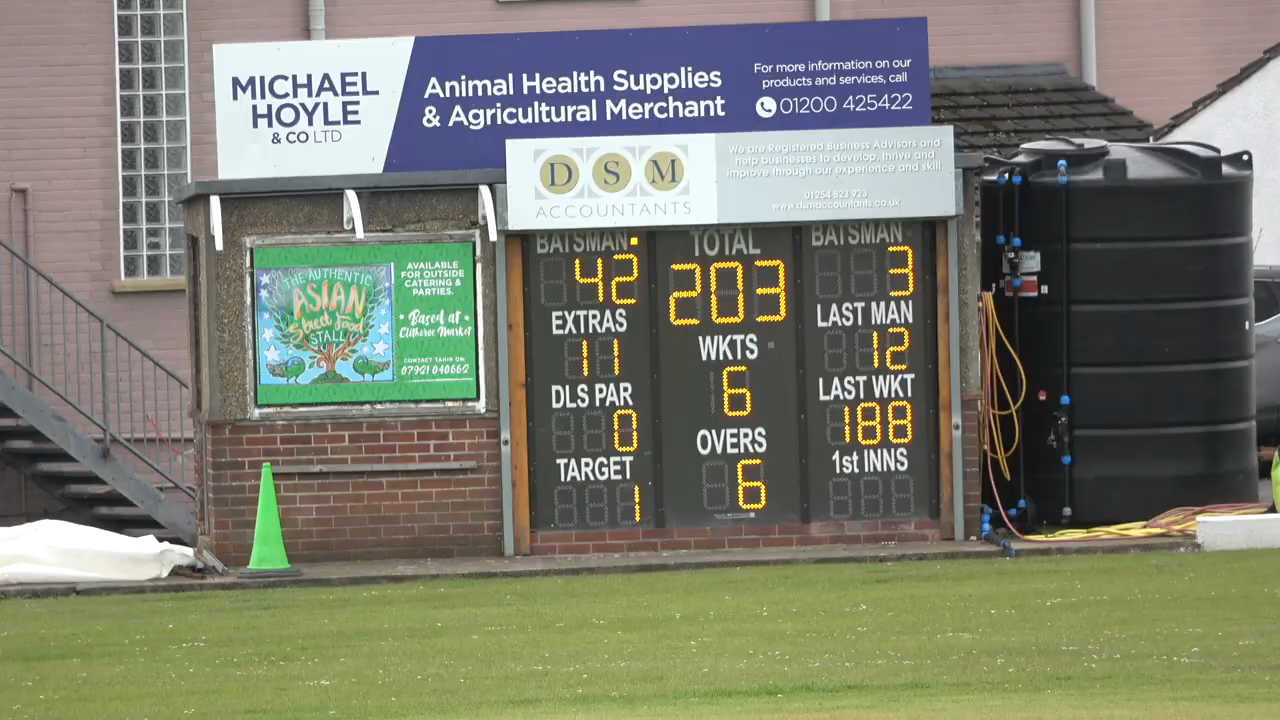 MICHAEL
HOYLE
& CO LTD
Animal Health Supplies
& Agricultural Merchant
For more information on our
products and services, call
01200 425422
D S M
ACCOUNTANTS
We are Registered Business Advisors and
help businesses to develop, thrive and
improve through our experience and skill.
01254 823 923
www.dsmaccountants.co.uk
THE AUTHENTIC
ASIAN
Street Food
STALL
AVAILABLE
FOR OUTSIDE
CATERING &
PARTIES.
* Based at *
Clitheroe Market
CONTACT TAHIR ON:
07921 040662
BATSMAN
42
EXTRAS
11
DLS PAR
0
TARGET
1
TOTAL
203
WKTS
6
OVERS
6
BATSMAN
3
LAST MAN
12
LAST WKT
188
1st INNS